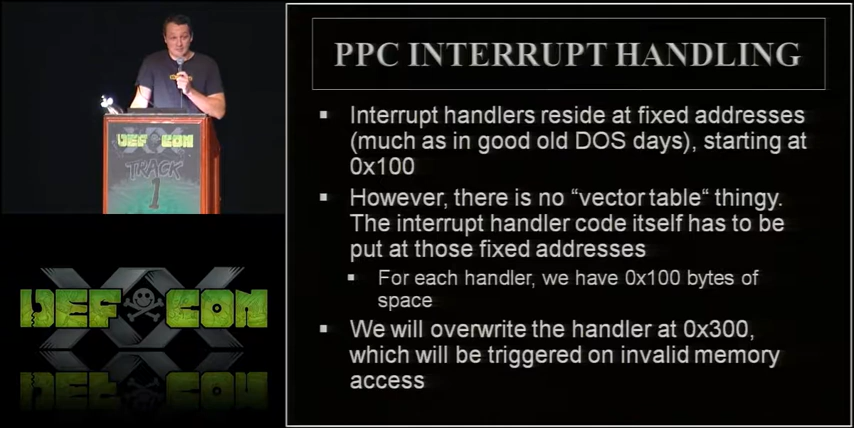 DEFCON
TRACK
1
DEF CON
XX
PPC INTERRUPT HANDLING
▪ Interrupt handlers reside at fixed addresses
(much as in good old DOS days), starting at
0x100
▪ However, there is no “vector table“ thingy.
The interrupt handler code itself has to be
put at those fixed addresses
▪ For each handler, we have 0x100 bytes of
space
▪ We will overwrite the handler at 0x300,
which will be triggered on invalid memory
access